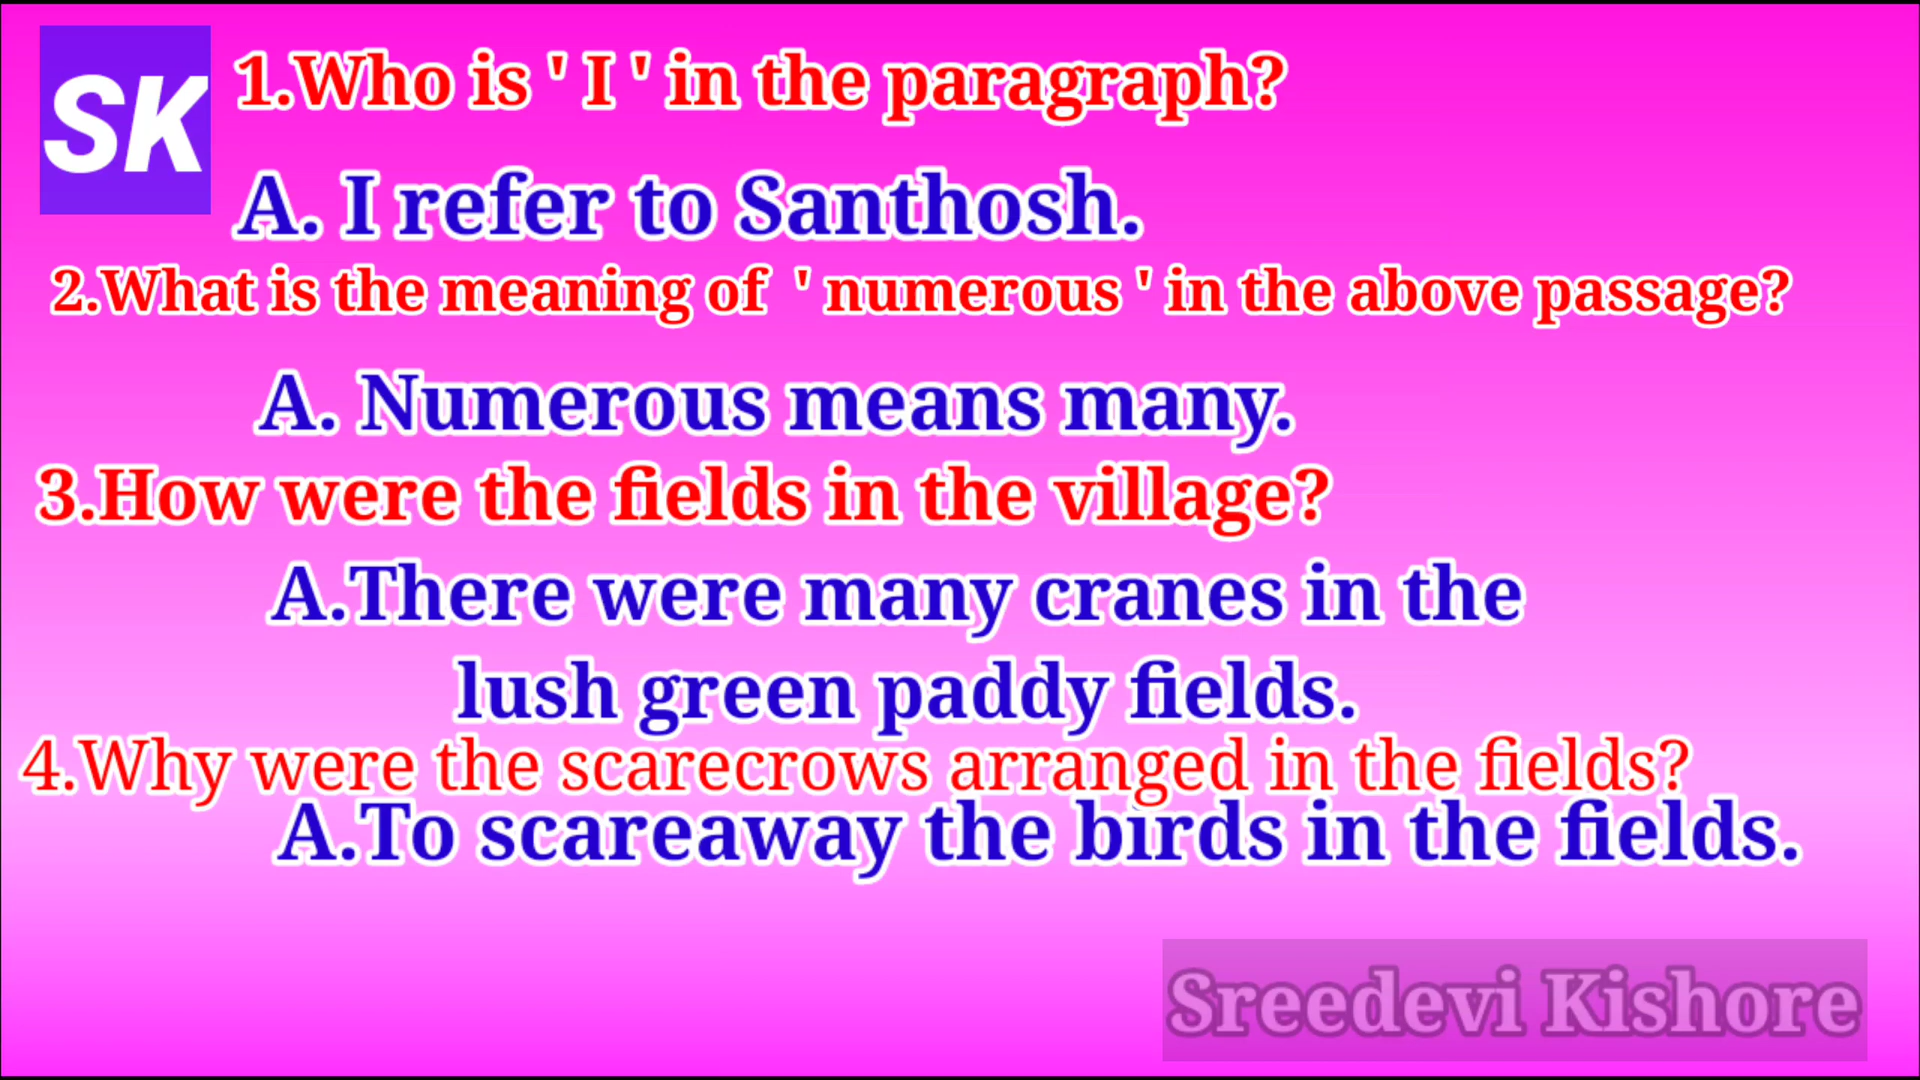 SK
1.Who is ' I ' in the paragraph?
A. I refer to Santhosh.
2.What is the meaning of ' numerous ' in the above passage?
A. Numerous means many.
3.How were the fields in the village?
A.There were many cranes in the
lush green paddy fields.
4.Why were the scarecrows arranged in the fields?
A.To scareaway the birds in the fields.
Sreedevi Kishore